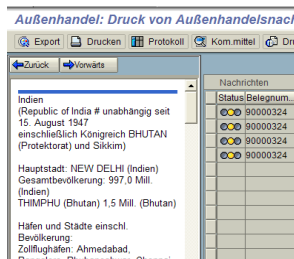 Außenhandel: Druck von Außenhandelsnach
Export Drucken Protokoll Kom.mittel Dru
Zurück Vorwärts
Indien
(Republic of India # unabhängig seit
15. August 1947
einschließlich Königreich BHUTAN
(Protektorat) und Sikkim)
Hauptstadt: NEW DELHI (Indien)
Gesamtbevölkerung: 997,0 Mill.
(Indien)
THIMPHU (Bhutan) 1,5 Mill. (Bhutan)
Häfen und Städte einschl.
Bevölkerung:
Zollflughäfen: Ahmedabad,
Nachrichten
Status Belegnum..
90000324
90000324
90000324
90000324